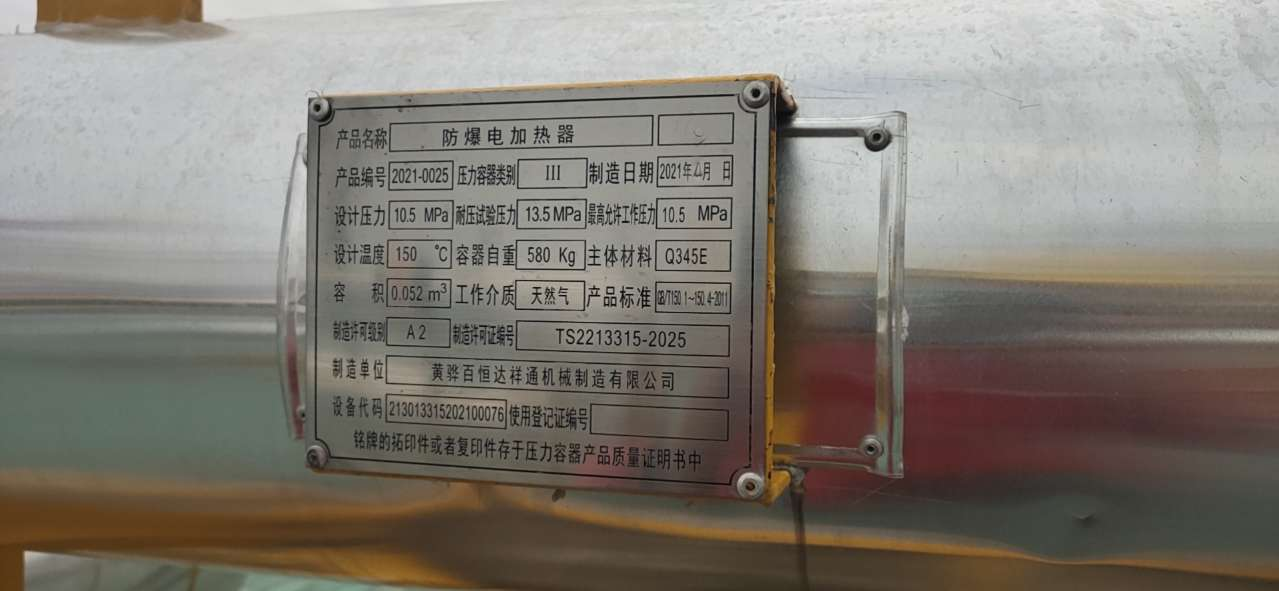 产品名称 防爆电加热器
产品编号 2021-0025 压力容器类别 III 制造日期 2021年4月 日
设计压力 10.5 MPa 耐压试验压力 13.5MPa 最高允许工作压力 10.5 MPa
设计温度 150 ℃ 容器自重 580 Kg 主体材料 Q345E
容 积 0.052 m³ 工作介质 天然气 产品标准 GB/T150.1~150.4-2011
制造许可级别 A2 制造许可证编号 TS2213315-2025
制造单位 黄骅百恒达祥通机械制造有限公司
设备代码 213013315202100076 使用登记证编号
铭牌的拓印件或者复印件存于压力容器产品质量证明书中